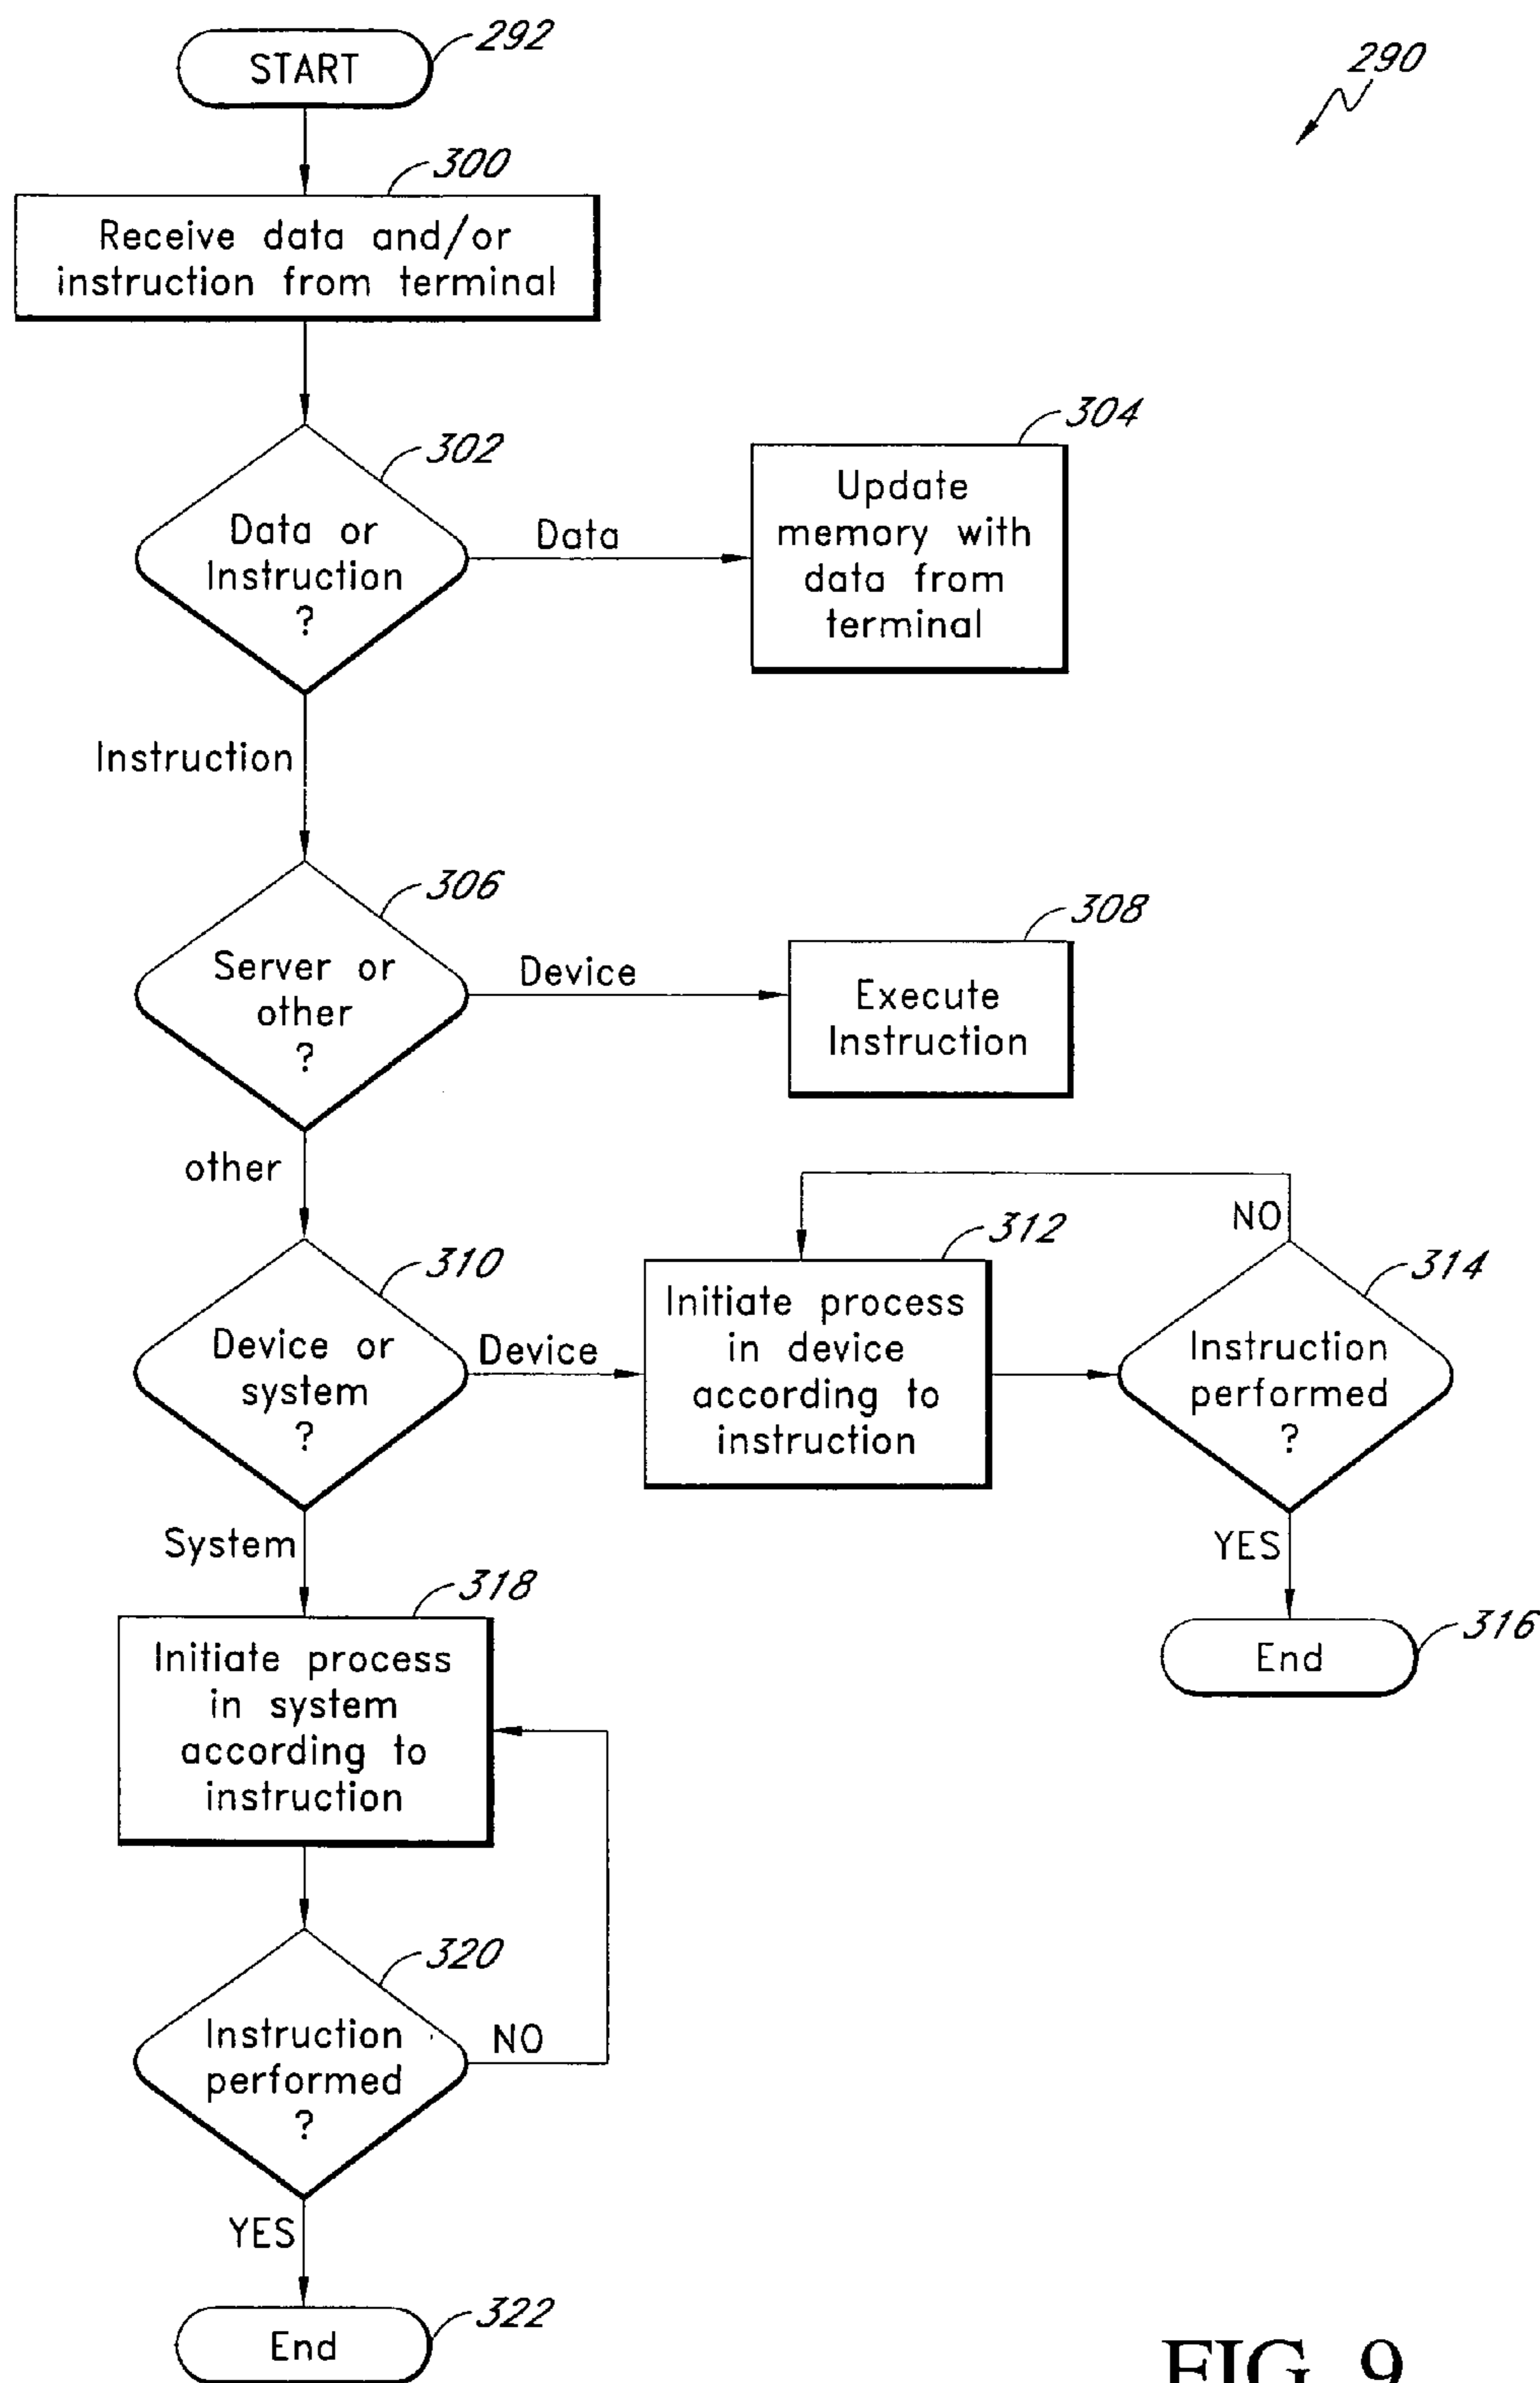 START
292
290
300
Receive data and/or
instruction from terminal
302
Data or
Instruction
?
Data
304
Update
memory with
data from
terminal
Instruction
306
Server or
other
?
Device
308
Execute
Instruction
other
310
Device or
system
?
Device
312
Initiate process
in device
according to
instruction
NO
314
Instruction
performed
?
YES
316
End
System
318
Initiate process
in system
according to
instruction
320
Instruction
performed
?
NO
YES
322
End
FIG. 9